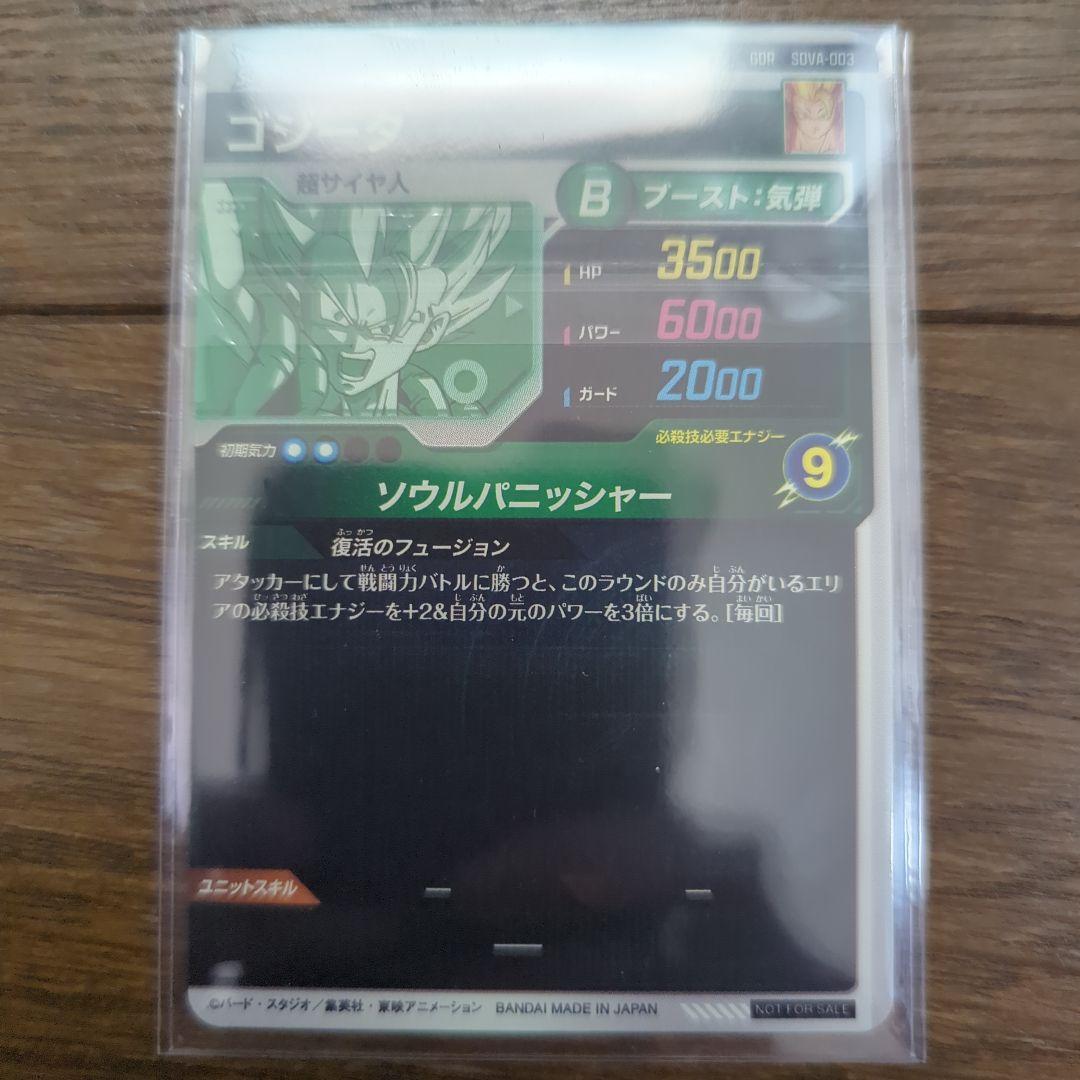 GDR SDVA-003
ゴジータ
超サイヤ人
B ブースト：気弾
HP 3500
パワー 6000
ガード 2000
初期気力
必殺技必要エナジー 9
ソウルパニッシャー
スキル 復活のフュージョン
アタッカーにして戦闘力バトルに勝つと、このラウンドのみ自分がいるエリ
アの必殺技エナジーを+2&自分の元のパワーを3倍にする。[毎回]
ユニットスキル
©バード・スタジオ／集英社・東映アニメーション BANDAI MADE IN JAPAN NOT FOR SALE